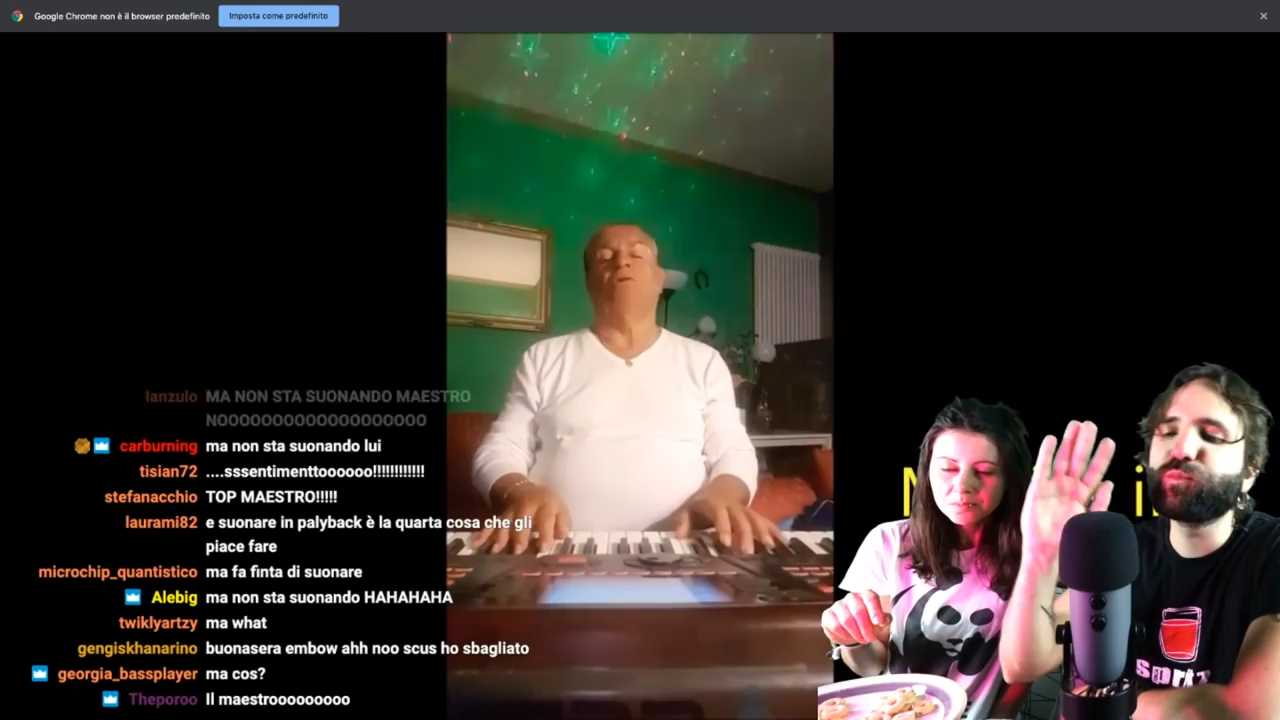 Google Chrome non è il browser predefinito
Imposta come predefinito
lanzulo MA NON STA SUONANDO MAESTRO
NOOOOOOOOOOOOOOOOOOO
carburning ma non sta suonando lui
tisian72 ....sssentimenttoooooo!!!!!!!!!!!!
stefanacchio TOP MAESTRO!!!!!
laurami82 e suonare in palyback è la quarta cosa che gli
piace fare
microchip_quantistico ma fa finta di suonare
Alebig ma non sta suonando HAHAHAHA
twiklyartzy ma what
gengiskhanarino buonasera embow ahh noo scus ho sbagliato
georgia_bassplayer ma cos?
Theporoo Il maestrooooooooo
spritz